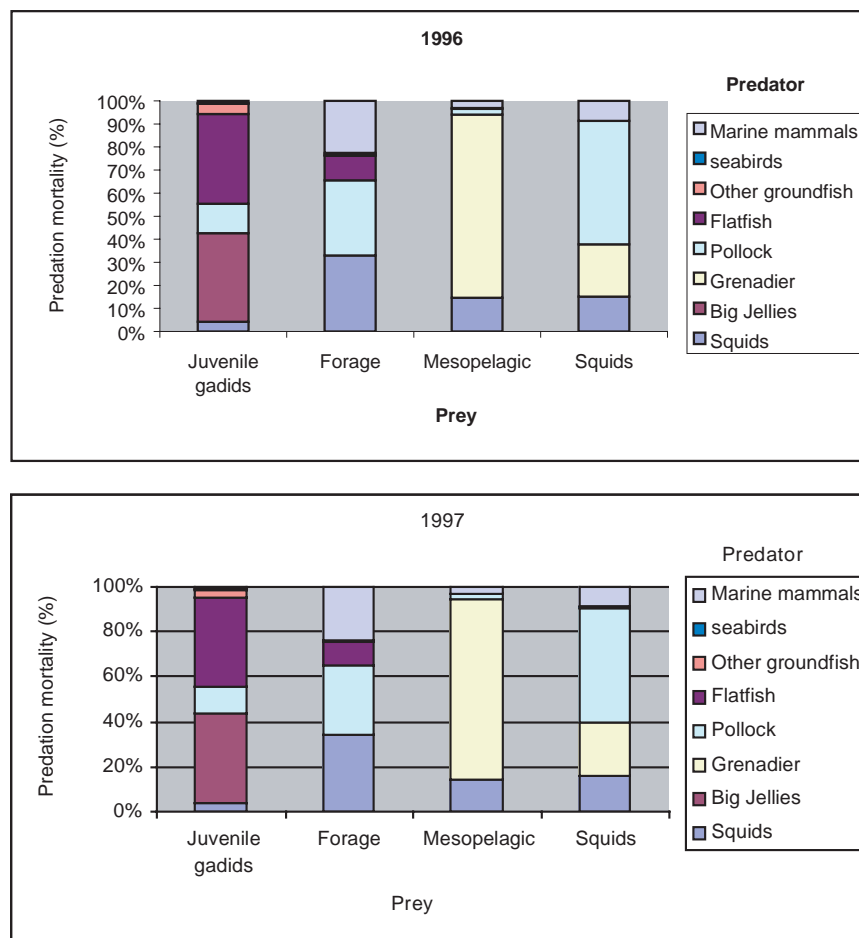 1996
Predation mortality (%)
100%
90%
80%
70%
60%
50%
40%
30%
20%
10%
0%
Juvenile
gadids
Forage
Mesopelagic
Squids
Prey
Predator
Marine mammals
seabirds
Other groundfish
Flatfish
Pollock
Grenadier
Big Jellies
Squids
1997
Predation mortality (%)
100%
80%
60%
40%
20%
0%
Juvenile
gadids
Forage
Mesopelagic
Squids
Prey
Predator
Marine mammals
seabirds
Other groundfish
Flatfish
Pollock
Grenadier
Big Jellies
Squids